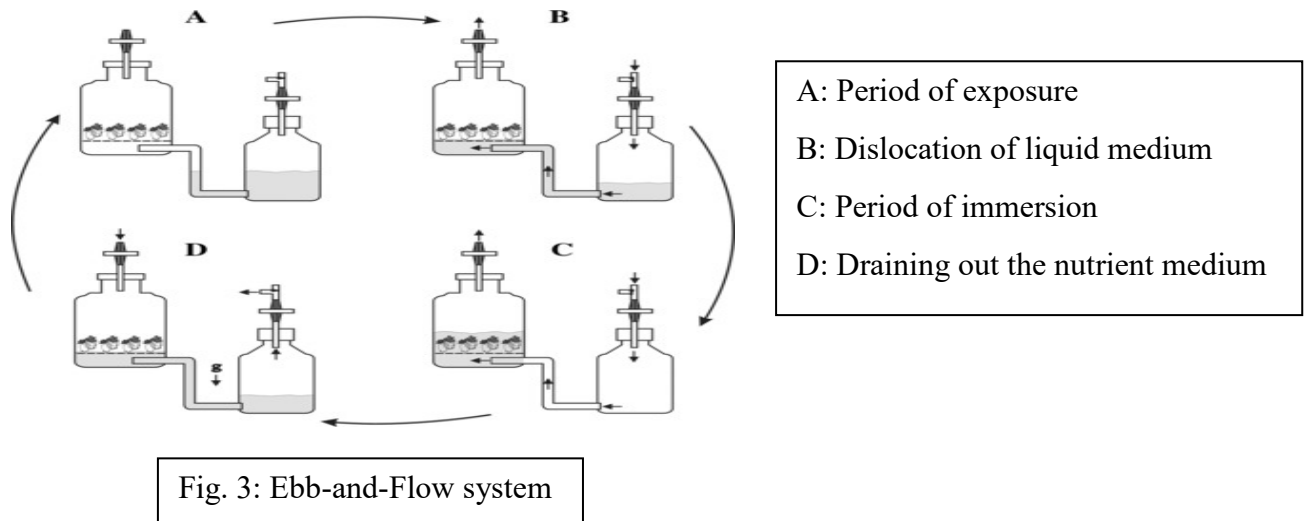 A
B
A: Period of exposure
B: Dislocation of liquid medium
C: Period of immersion
D: Draining out the nutrient medium
D
C
g
Fig. 3: Ebb-and-Flow system